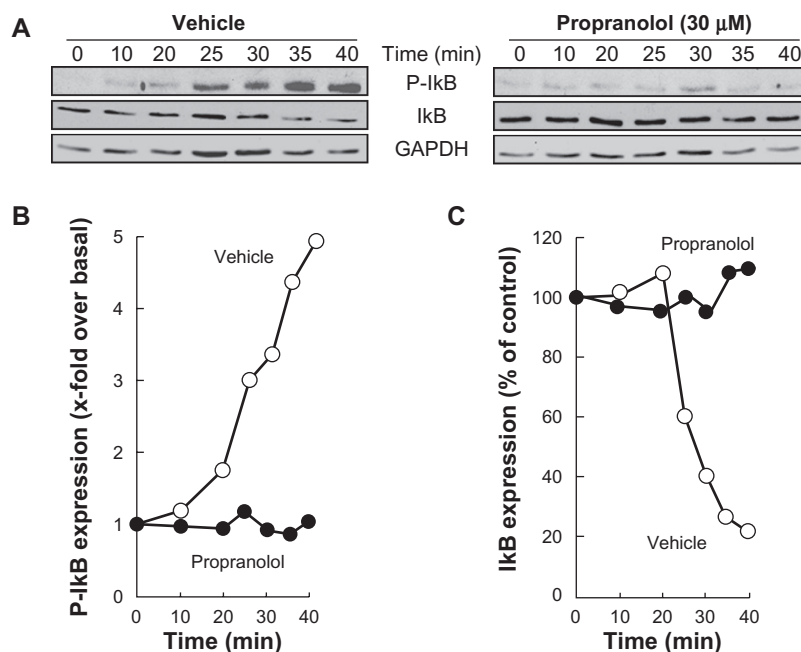 A
Vehicle
Propranolol (30 μM)
0 10 20 25 30 35 40
Time (min)
0 10 20 25 30 35 40
P-IkB
IkB
GAPDH
B
P-IkB expression (x-fold over basal)
5
4
3
2
1
0
Vehicle
Propranolol
0 10 20 30 40
Time (min)
C
IkB expression (% of control)
120
100
80
60
40
20
0
Propranolol
Vehicle
0 10 20 30 40
Time (min)